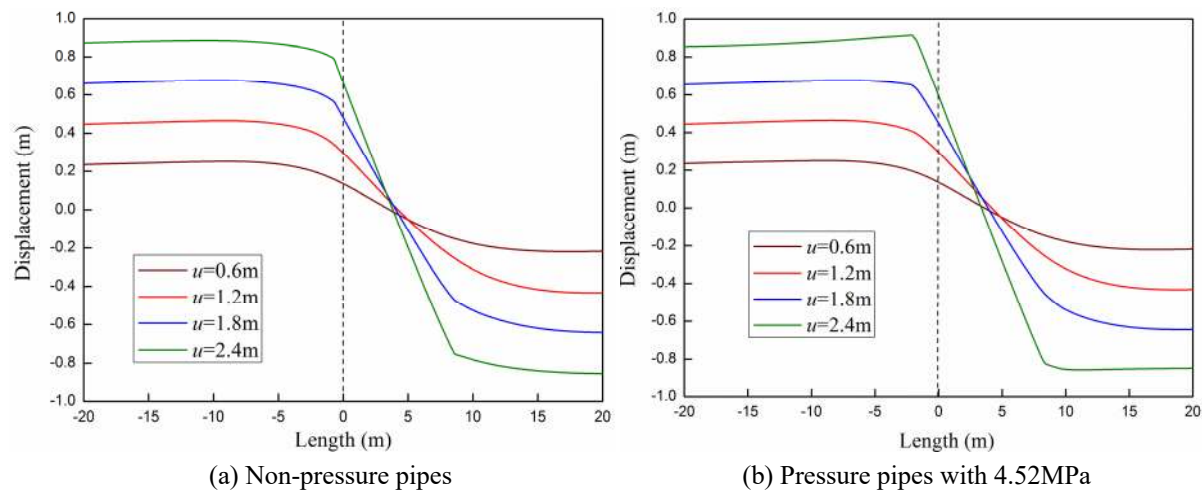 1.0
0.8
0.6
0.4
0.2
0.0
-0.2
-0.4
-0.6
-0.8
-1.0
Displacement (m)
u=0.6m
u=1.2m
u=1.8m
u=2.4m
-20 -15 -10 -5 0 5 10 15 20
Length (m)
(a) Non-pressure pipes
1.0
0.8
0.6
0.4
0.2
0.0
-0.2
-0.4
-0.6
-0.8
-1.0
Displacement (m)
u=0.6m
u=1.2m
u=1.8m
u=2.4m
-20 -15 -10 -5 0 5 10 15 20
Length (m)
(b) Pressure pipes with 4.52MPa